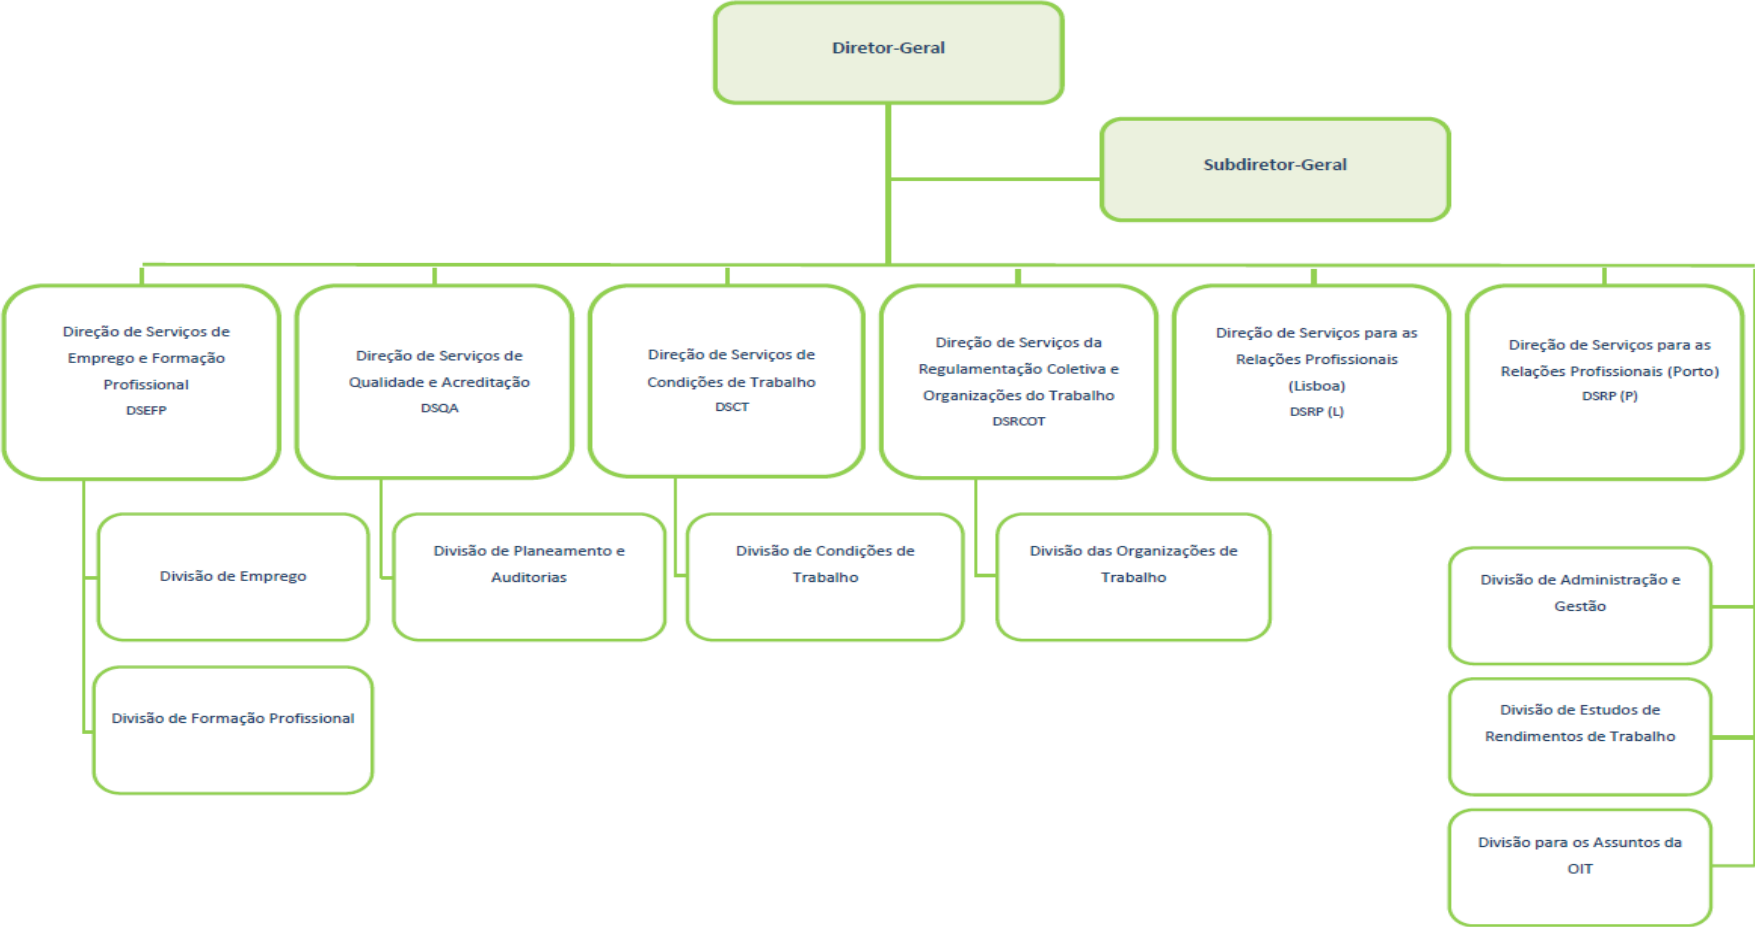 Diretor-Geral
Subdiretor-Geral
Direção de Serviços de
Emprego e Formação
Profissional
DSEFP
Direção de Serviços de
Qualidade e Acreditação
DSQA
Direção de Serviços de
Condições de Trabalho
DSCT
Direção de Serviços da
Regulamentação Coletiva e
Organizações do Trabalho
DSRCOT
Direção de Serviços para as
Relações Profissionais
(Lisboa)
DSRP (L)
Direção de Serviços para as
Relações Profissionais (Porto)
DSRP (P)
Divisão de Emprego
Divisão de Formação Profissional
Divisão de Planeamento e
Auditorias
Divisão de Condições de
Trabalho
Divisão das Organizações de
Trabalho
Divisão de Administração e
Gestão
Divisão de Estudos de
Rendimentos de Trabalho
Divisão para os Assuntos da
OIT